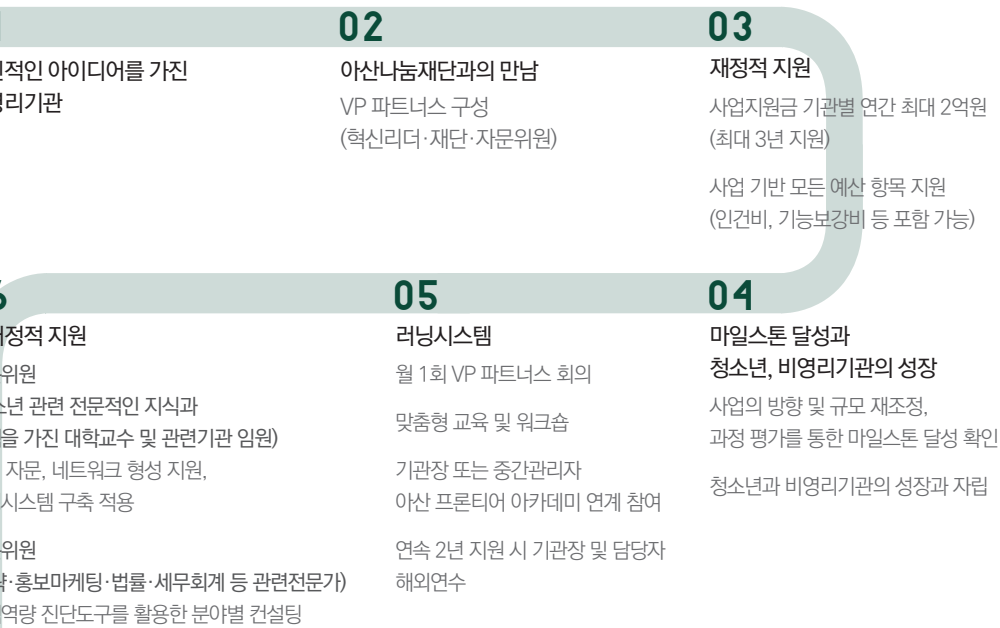 02
아산나눔재단과의 만남
VP 파트너스 구성
(혁신리더·재단·자문위원)
아이디어를 가진
03
재정적 지원
사업지원금 기관별 연간 최대 2억원
(최대 3년 지원)
사업 기반 모든 예산 항목 지원
(인건비, 기능보강비 등 포함 가능)
지원
관련 전문적인 지식과
가진 대학교수 및 관련기관 임원)
자문, 네트워크 형성 지원,
시스템 구축 적용
위원
·홍보마케팅·법률·세무회계 등 관련전문가)
역량 진단도구를 활용한 분야별 컨설팅
05
러닝시스템
월 1회 VP 파트너스 회의
맞춤형 교육 및 워크숍
기관장 또는 중간관리자
아산 프론티어 아카데미 연계 참여
연속 2년 지원 시 기관장 및 담당자
해외연수
04
마일스톤 달성과
청소년, 비영리기관의 성장
사업의 방향 및 규모 재조정,
과정 평가를 통한 마일스톤 달성 확인
청소년과 비영리기관의 성장과 자립